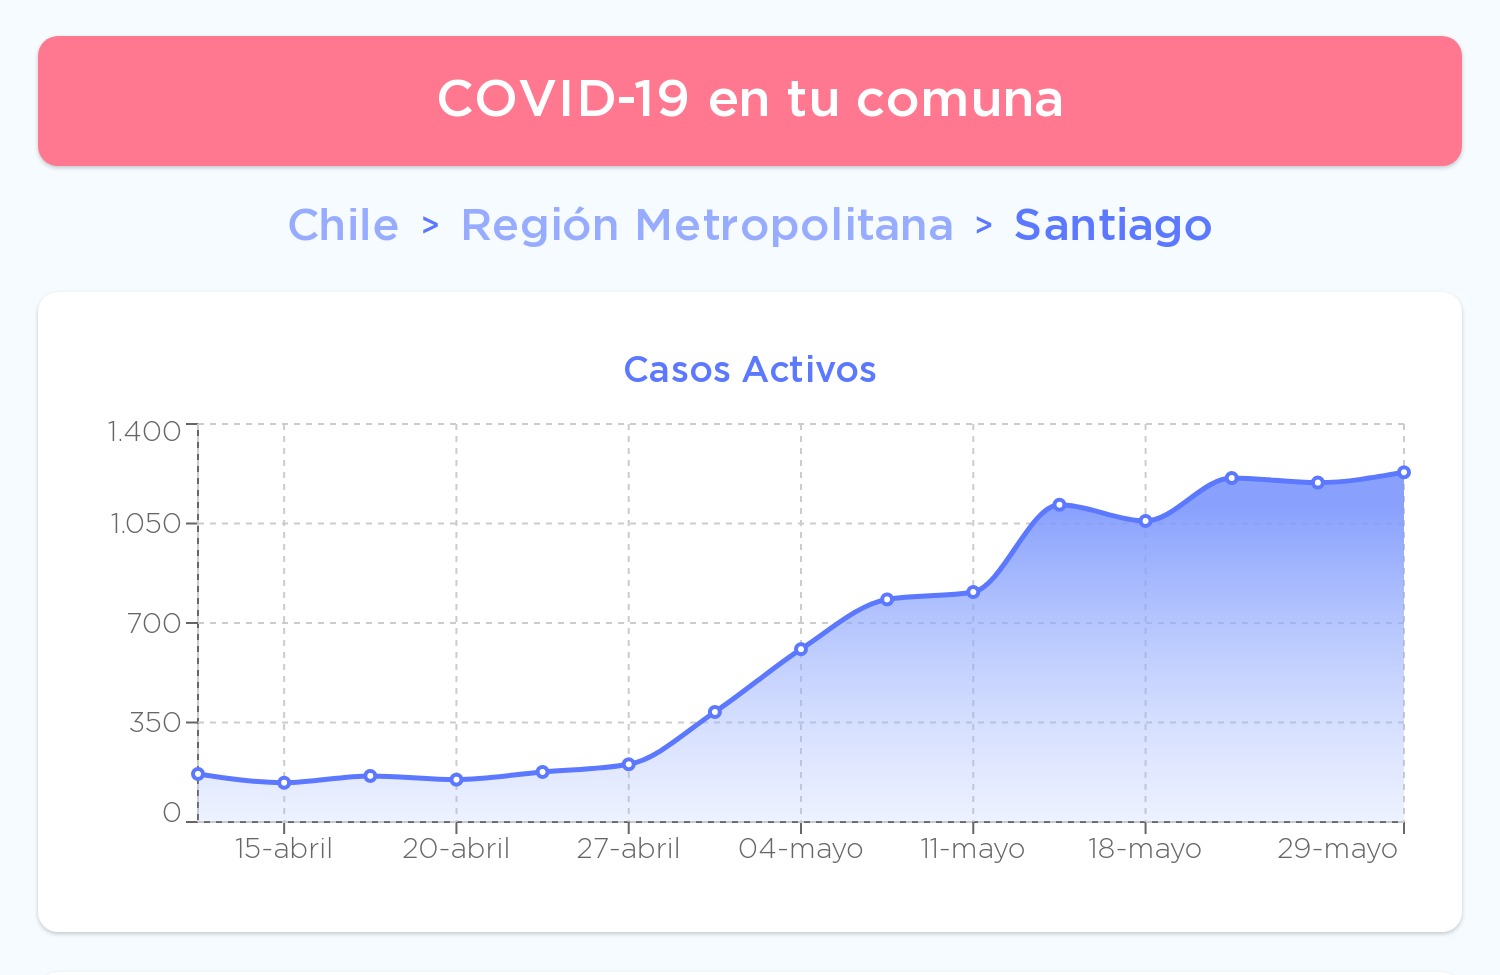 COVID-19 en tu comuna
Chile > Región Metropolitana > Santiago
Casos Activos
1.400
1.050
700
350
0
15-abril 20-abril 27-abril 04-mayo 11-mayo 18-mayo 29-mayo